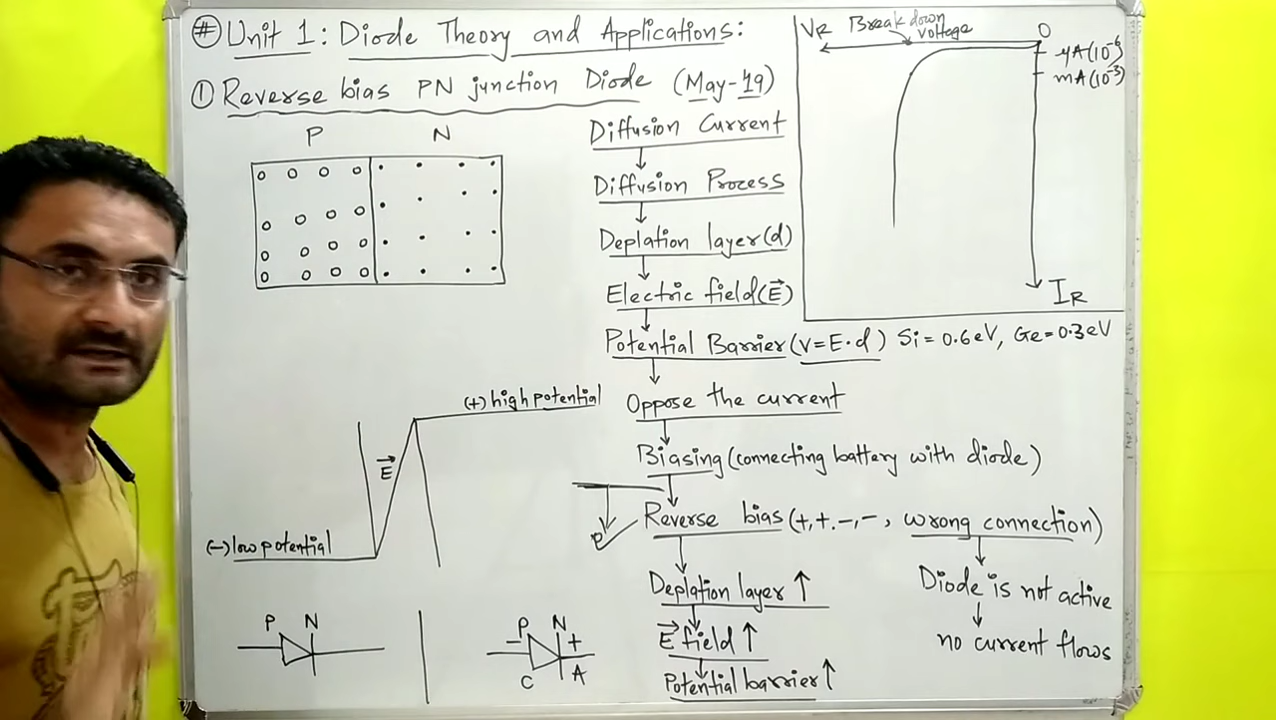 # Unit 1: Diode Theory and Applications:
① Reverse bias PN junction Diode (May-19)
P N
Diffusion Current
Diffusion Process
Deplation layer(d)
Electric field(E⃗)
Potential Barrier (V=E·d) Si = 0.6eV, Ge=0.3eV
Oppose the current
Biasing (connecting battery with diode)
Reverse bias (+,+,-,-, wrong connection)
Deplation layer ↑
E⃗ field ↑
Potential barrier ↑
Diode is not active
no current flows
VR Break down voltage O
μA(10⁻⁶)
mA(10⁻³)
IR
(+) high potential
E⃗
(-) low potential
P N
P N
- +
C A